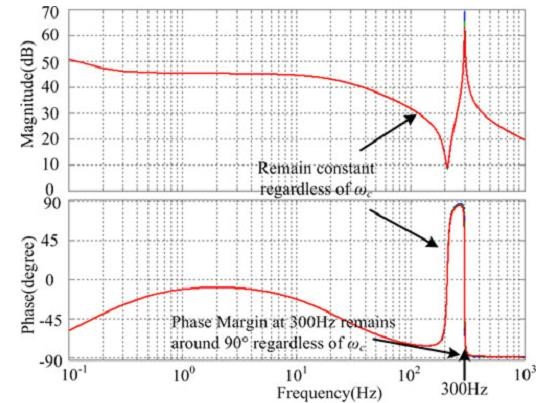 70
60
50
40
30
20
10
0
Magnitude(dB)
Remain constant
regardless of ω_c
90
45
0
-45
-90
Phase(degree)
Phase Margin at 300Hz remains
around 90° regardless of ω_c
10^-1
10^0
10^1
10^2
10^3
300Hz
Frequency(Hz)